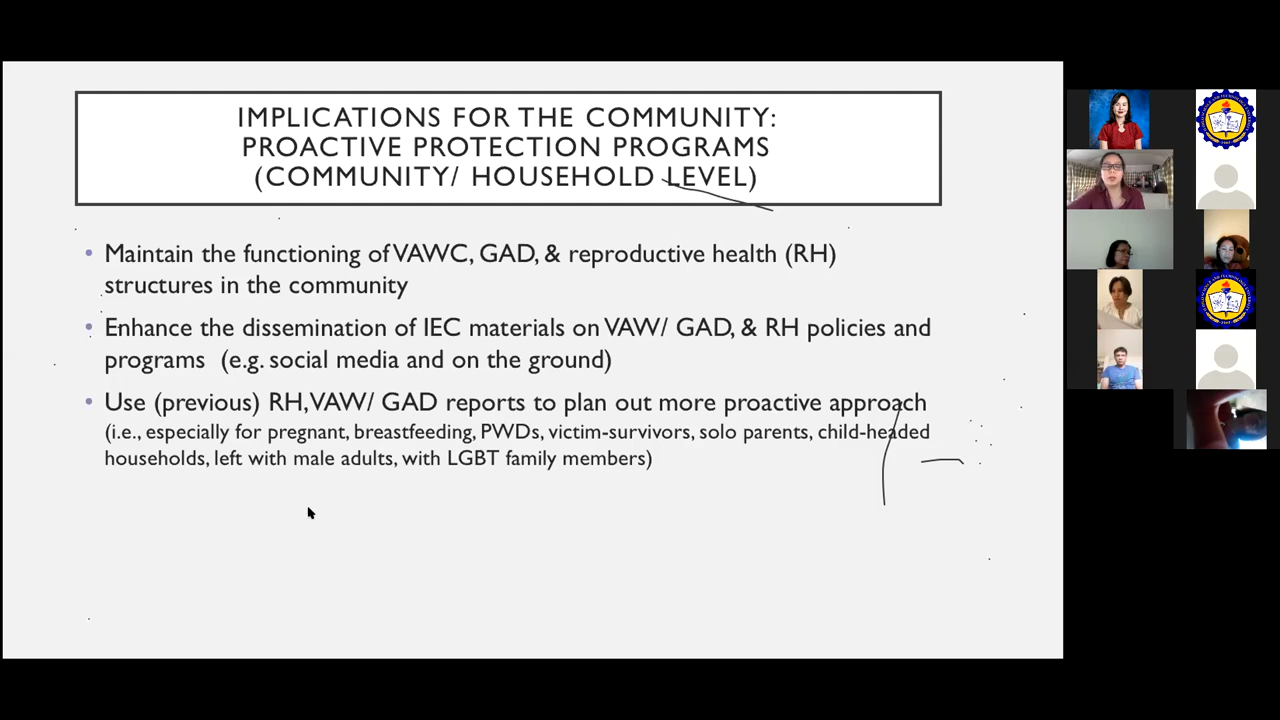 IMPLICATIONS FOR THE COMMUNITY:
PROACTIVE PROTECTION PROGRAMS
(COMMUNITY/ HOUSEHOLD LEVEL)
• Maintain the functioning of VAWC, GAD, & reproductive health (RH)
structures in the community
• Enhance the dissemination of IEC materials on VAW/ GAD, & RH policies and
programs (e.g. social media and on the ground)
• Use (previous) RH, VAW/ GAD reports to plan out more proactive approach
(i.e., especially for pregnant, breastfeeding, PWDs, victim-survivors, solo parents, child-headed
households, left with male adults, with LGBT family members)